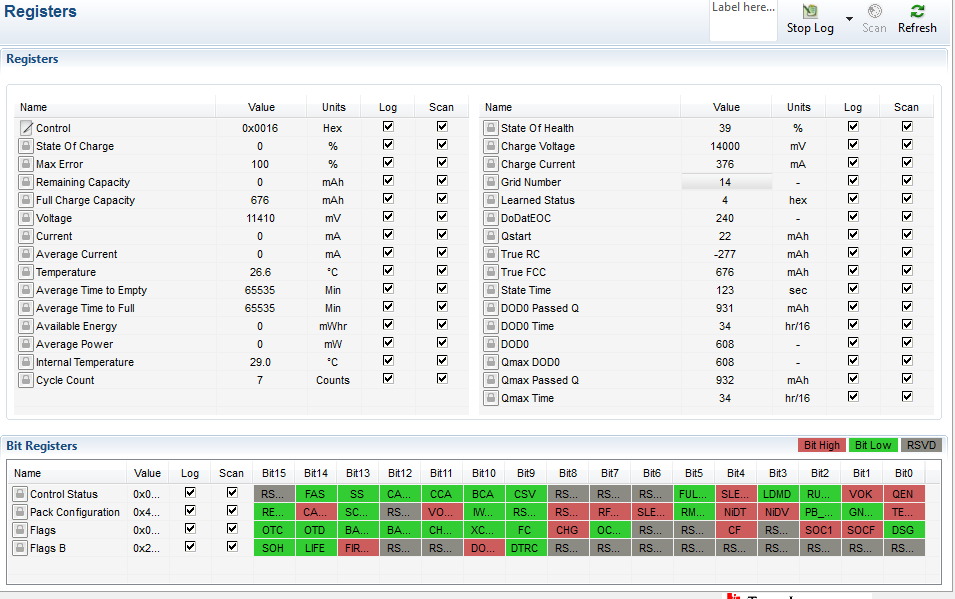 Registers
Label here...
Stop Log
Scan
Refresh
Registers
Name Value Units Log Scan Name Value Units Log Scan
Control 0x0016 Hex State Of Health 39 %
State Of Charge 0 % Charge Voltage 14000 mV
Max Error 100 % Charge Current 376 mA
Remaining Capacity 0 mAh Grid Number 14 -
Full Charge Capacity 676 mAh Learned Status 4 hex
Voltage 11410 mV DoDatEOC 240 -
Current 0 mA Qstart 22 mAh
Average Current 0 mA True RC -277 mAh
Temperature 26.6 °C True FCC 676 mAh
Average Time to Empty 65535 Min State Time 123 sec
Average Time to Full 65535 Min DOD0 Passed Q 931 mAh
Available Energy 0 mWhr DOD0 Time 34 hr/16
Average Power 0 mW DOD0 608 -
Internal Temperature 29.0 °C Qmax DOD0 608 -
Cycle Count 7 Counts Qmax Passed Q 932 mAh
Qmax Time 34 hr/16
Bit Registers Bit High Bit Low RSVD
Name Value Log Scan Bit15 Bit14 Bit13 Bit12 Bit11 Bit10 Bit9 Bit8 Bit7 Bit6 Bit5 Bit4 Bit3 Bit2 Bit1 Bit0
Control Status 0x0... RS... FAS SS CA... CCA BCA CSV RS... RS... RS... FUL... SLE... LDMD RU... VOK QEN
Pack Configuration 0x4... RE... CA... SC... RS... VO... IW... RS... RS... RF... SLE... RM... NiDT NiDV PB_... GN... TE...
Flags 0x0... OTC OTD BA... BA... CH... XC... FC CHG OC... RS... RS... CF RS... SOC1 SOCF DSG
Flags B 0x2... SOH LIFE FIR... RS... RS... DO... DTRC RS... RS... RS... RS... RS... RS... RS... RS... RS...